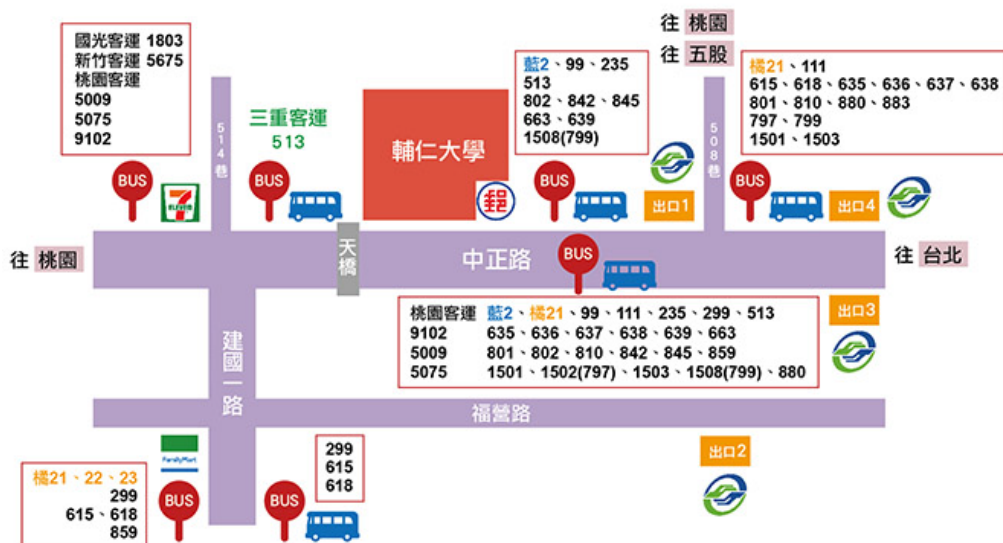 往 桃園
往 五股
國光客運 1803
新竹客運 5675
桃園客運
5009
5075
9102
514巷
三重客運
513
輔仁大學
郵
藍2、99、235
513
802、842、845
663、639
1508(799)
508巷
橘21、111
615、618、635、636、637、638
801、810、880、883
797、799
1501、1503
BUS
7
ELEVEN
BUS
BUS
出口1
BUS
出口4
往 桃園
天橋
中正路
BUS
往 台北
桃園客運
9102
5009
5075
藍2、橘21、99、111、235、299、513
635、636、637、638、639、663
801、802、810、842、845、859
1501、1502(797)、1503、1508(799)、880
出口3
建國一路
福營路
FamilyMart
橘21、22、23
299
615、618
859
BUS
BUS
299
615
618
出口2